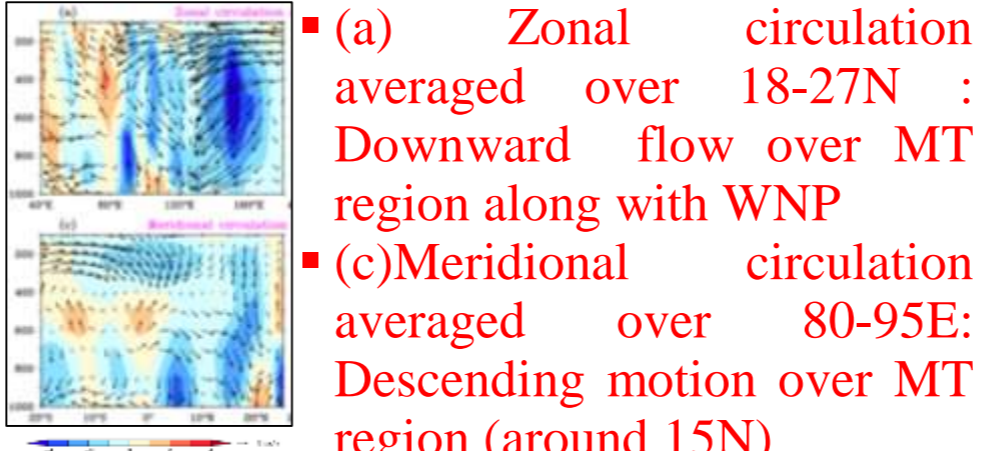 (a)
Zonal circulation
(c)
Meridional circulation
▪ (a) Zonal circulation
averaged over 18-27N :
Downward flow over MT
region along with WNP
▪ (c)Meridional circulation
averaged over 80-95E:
Descending motion over MT
region (around 15N)